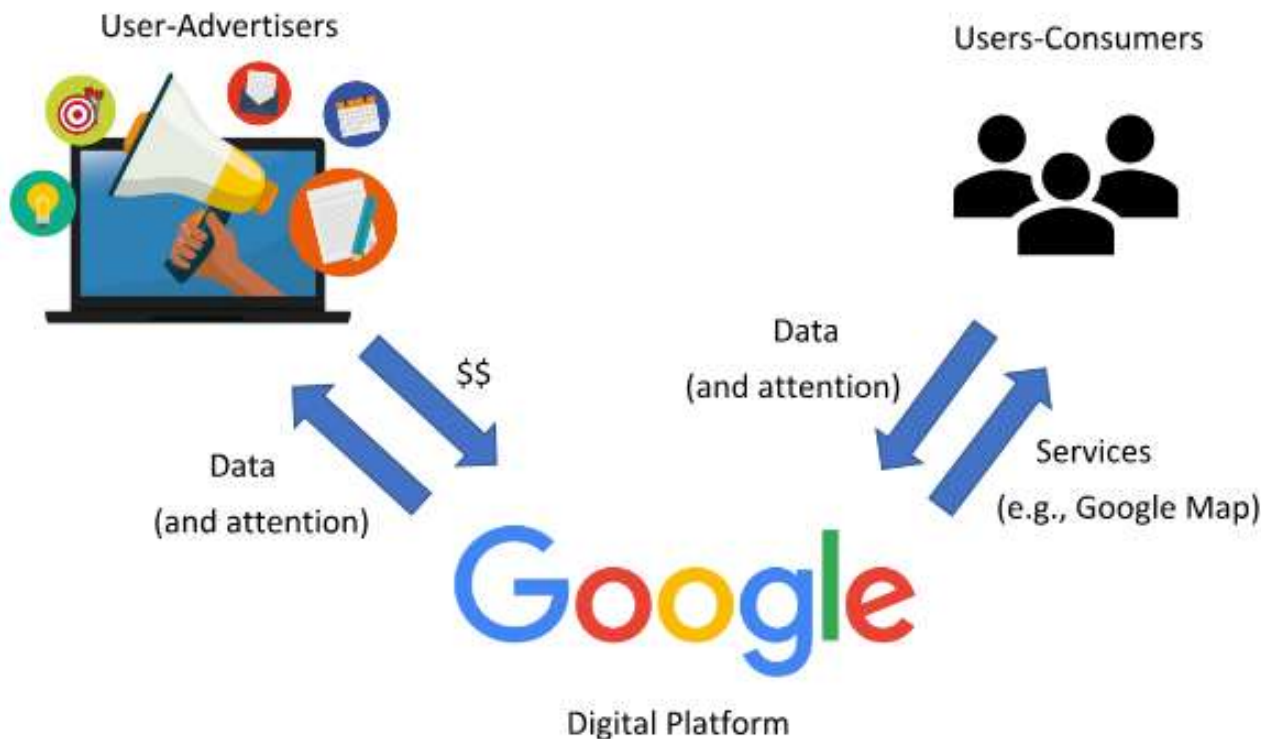 User-Advertisers
Users-Consumers
$$
Data
(and attention)
Data
(and attention)
Services
(e.g., Google Map)
Google
Digital Platform